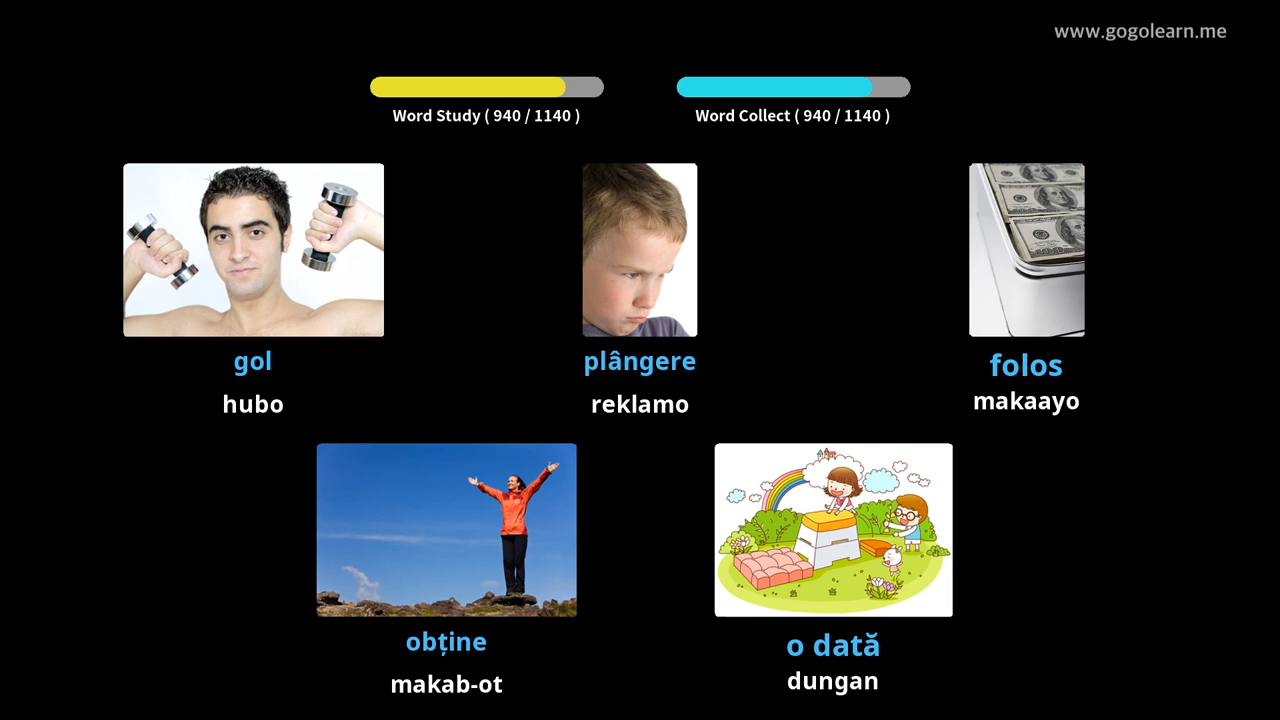 www.gogolearn.me
Word Study ( 940 / 1140 )
Word Collect ( 940 / 1140 )
gol
hubo
plângere
reklamo
folos
makaayo
obține
makab-ot
o dată
dungan